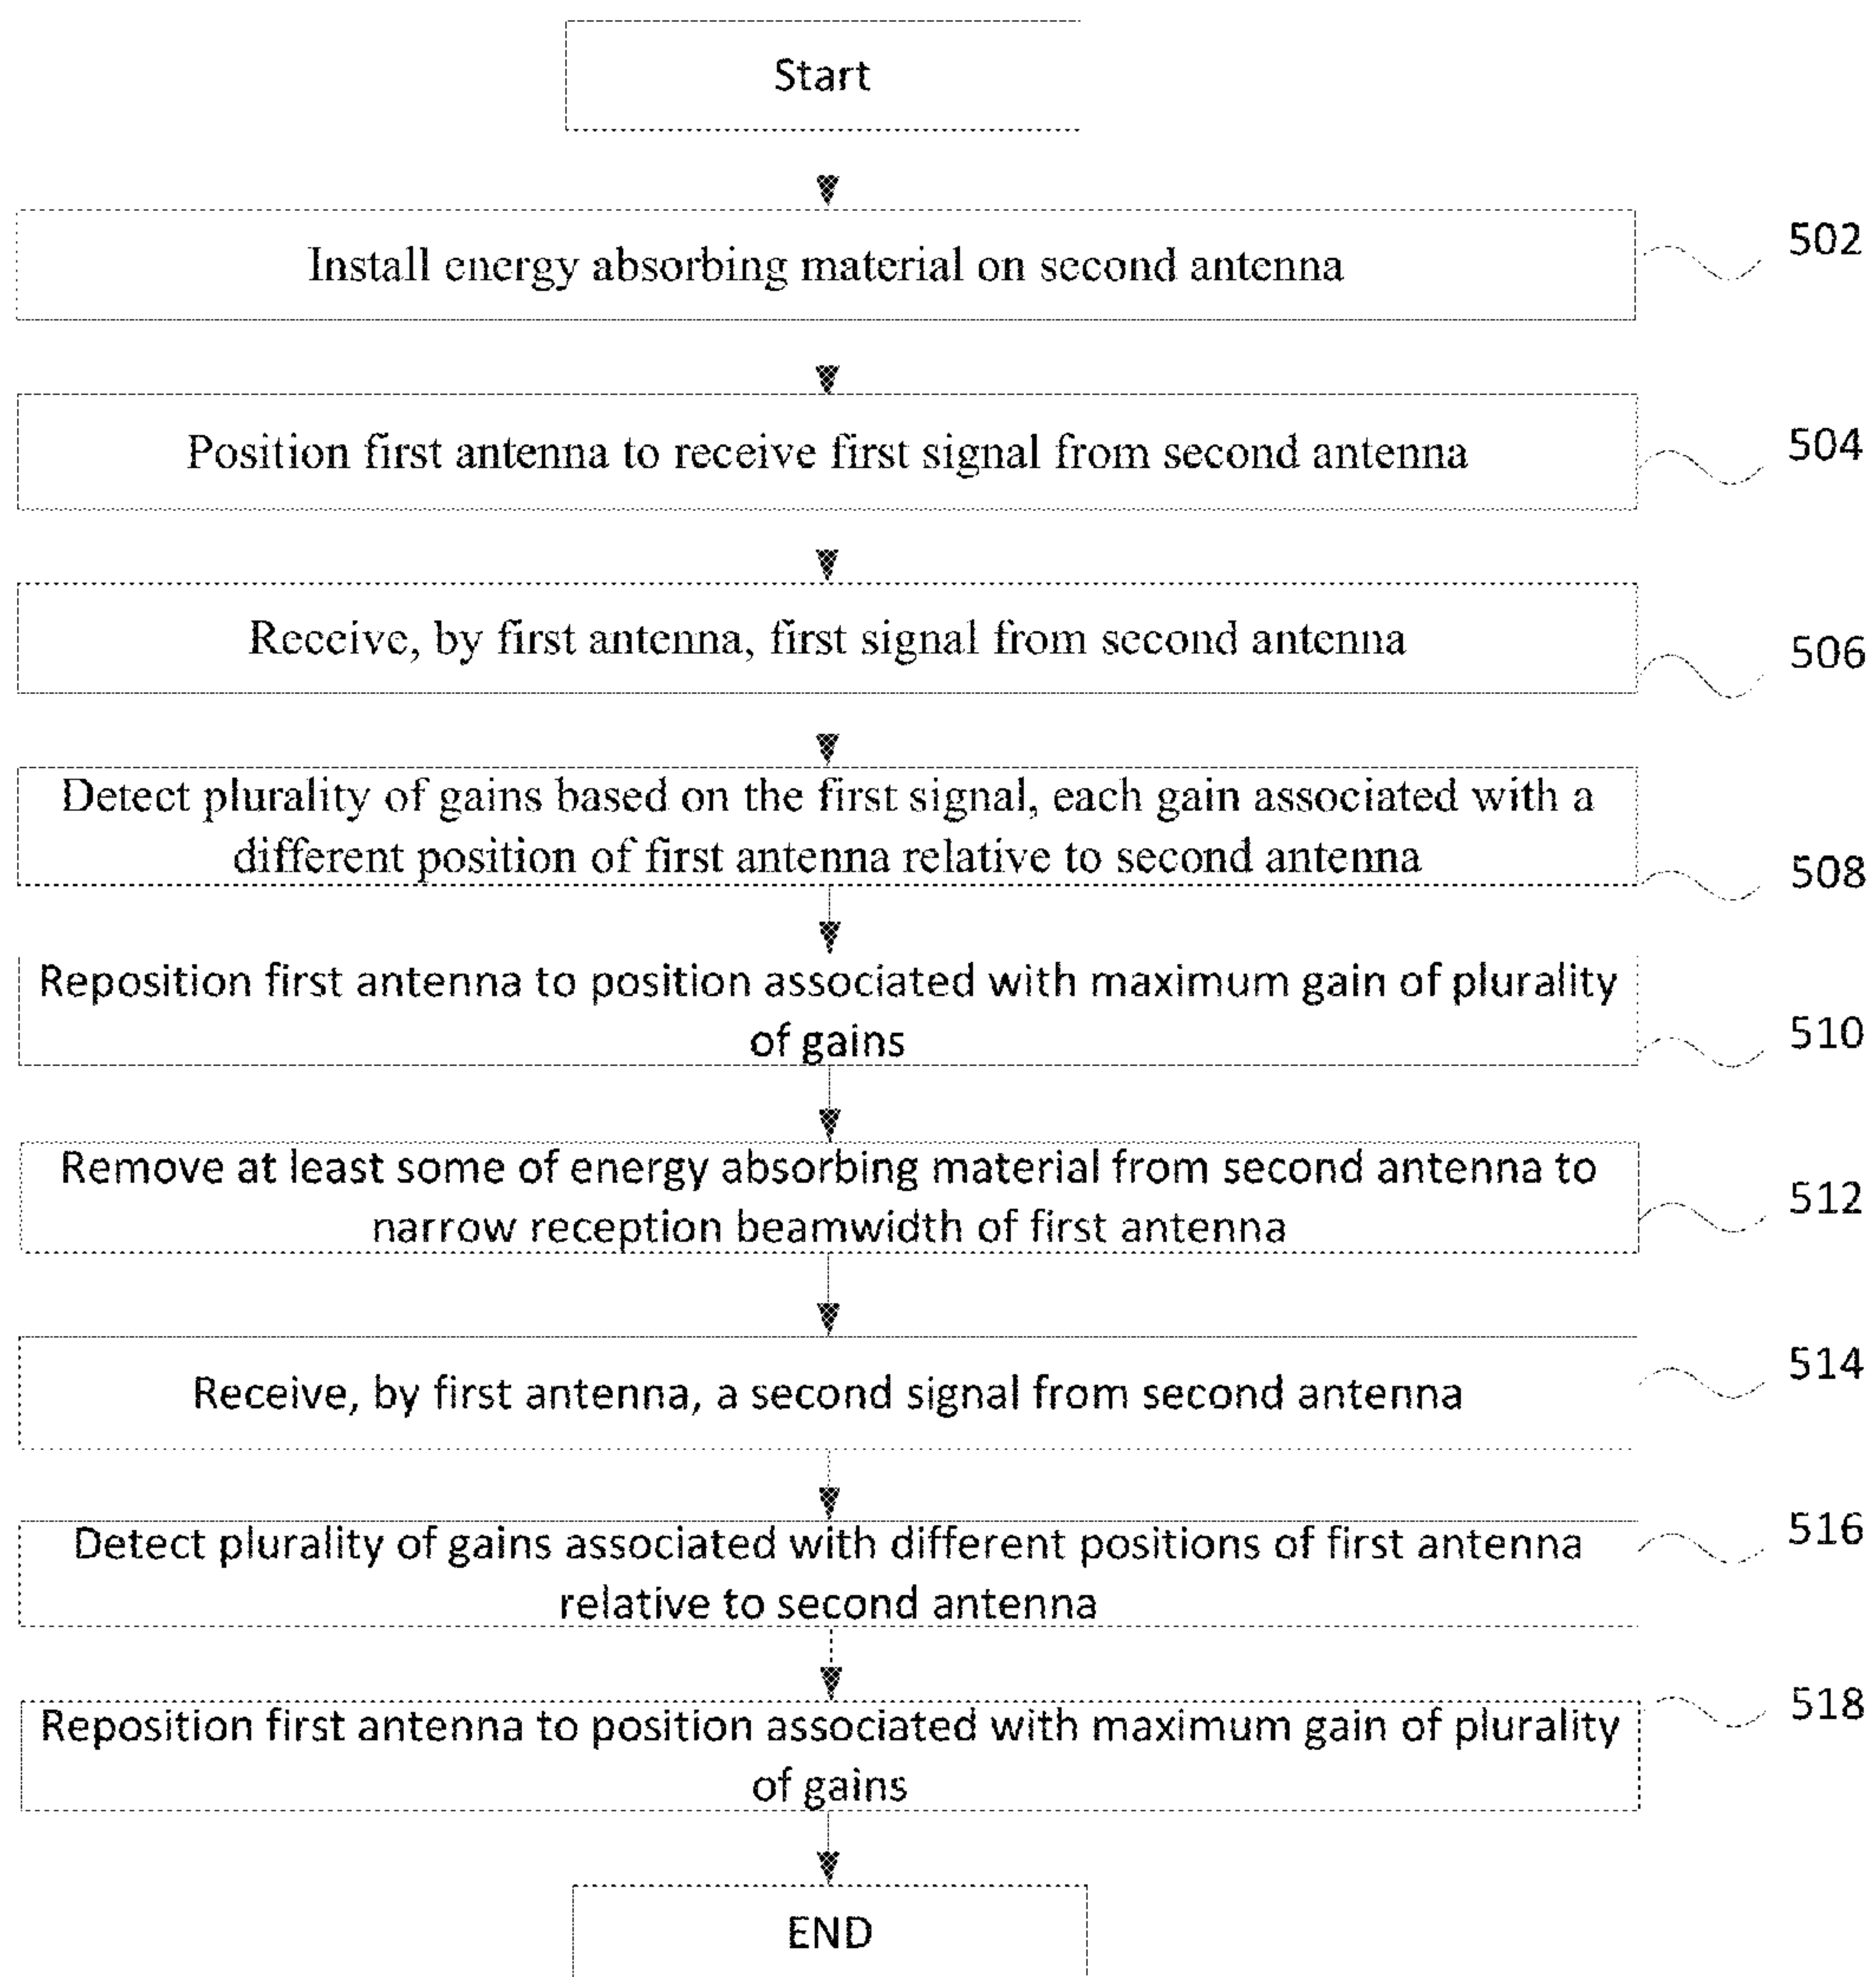 Start
Install energy absorbing material on second antenna
502
Position first antenna to receive first signal from second antenna
504
Receive, by first antenna, first signal from second antenna
506
Detect plurality of gains based on the first signal, each gain associated with a
different position of first antenna relative to second antenna
508
Reposition first antenna to position associated with maximum gain of plurality
of gains
510
Remove at least some of energy absorbing material from second antenna to
narrow reception beamwidth of first antenna
512
Receive, by first antenna, a second signal from second antenna
514
Detect plurality of gains associated with different positions of first antenna
relative to second antenna
516
Reposition first antenna to position associated with maximum gain of plurality
of gains
518
END